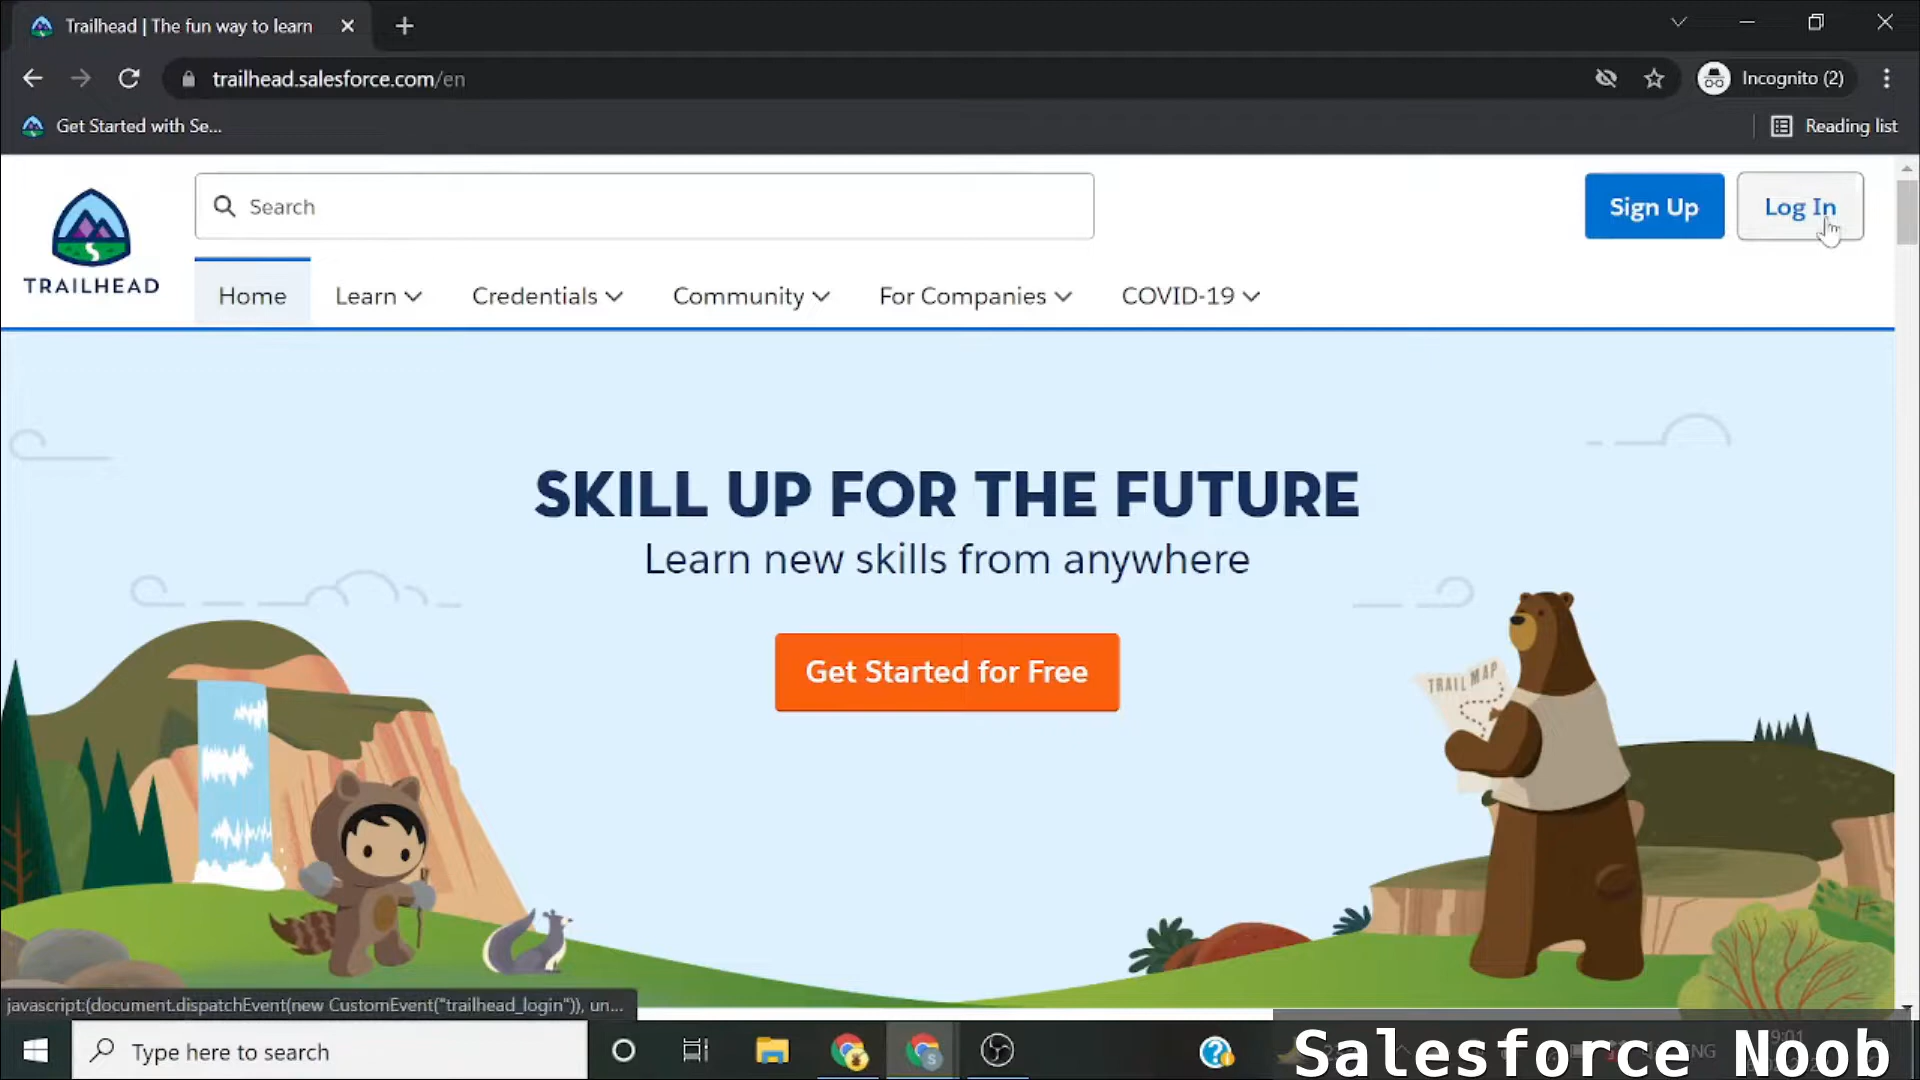 Trailhead | The fun way to learn
trailhead.salesforce.com/en
Incognito (2)
Get Started with Se...
Reading list
Search
Sign Up
Log In
TRAILHEAD
Home
Learn
Credentials
Community
For Companies
COVID-19
SKILL UP FOR THE FUTURE
Learn new skills from anywhere
Get Started for Free
TRAIL MAP
javascript:(document.dispatchEvent(new CustomEvent("trailhead_login")), un...
Type here to search
Salesforce Noob